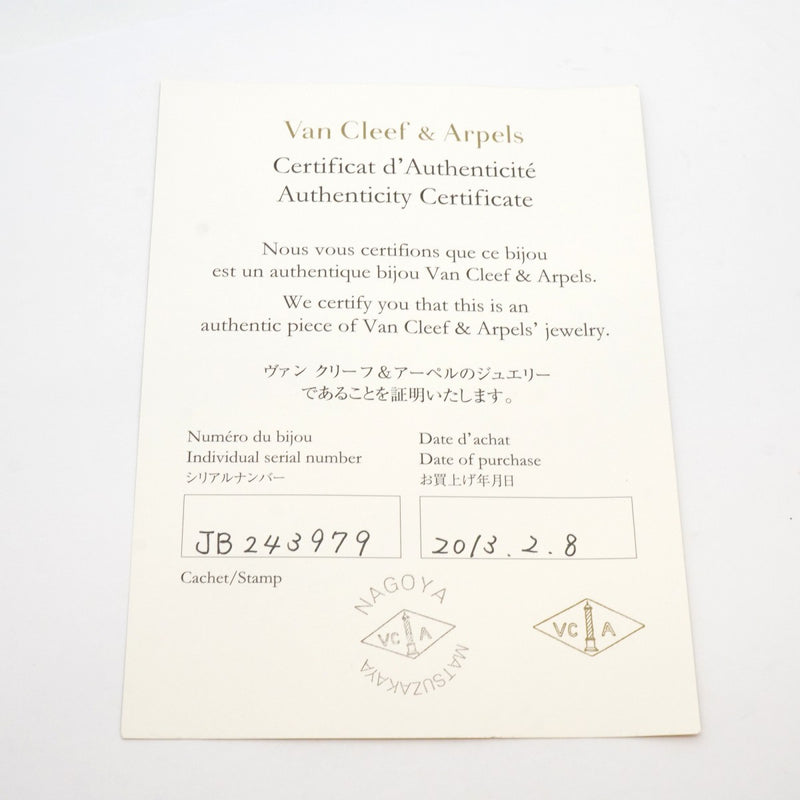 Van Cleef & Arpels
Certificat d'Authenticité
Authenticity Certificate
Nous vous certifions que ce bijou
est un authentique bijou Van Cleef & Arpels.
We certify you that this is an
authentic piece of Van Cleef & Arpels' jewelry.
ヴァン クリーフ&アーペルのジュエリー
であることを証明いたします。
Numéro du bijou
Individual serial number
シリアルナンバー
JB243979
Date d'achat
Date of purchase
お買上げ年月日
2013.2.8
Cachet/Stamp
NAGOYA
VC A
MATSUZAKAYA
VC A